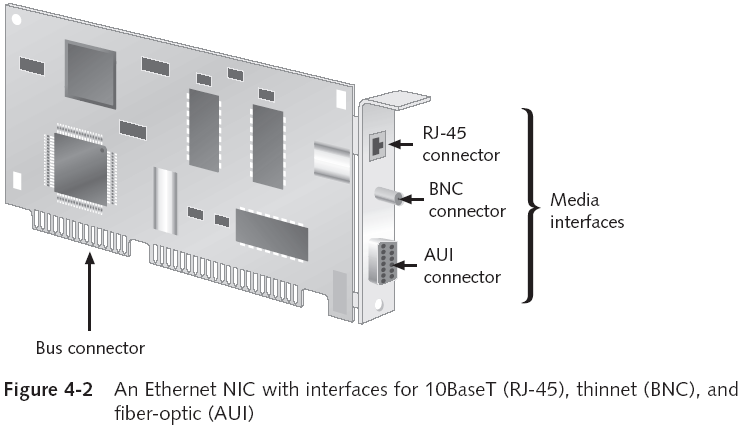 RJ-45
connector
BNC
connector
Media
interfaces
AUI
connector
Bus connector
Figure 4-2 An Ethernet NIC with interfaces for 10BaseT (RJ-45), thinnet (BNC), and
fiber-optic (AUI)